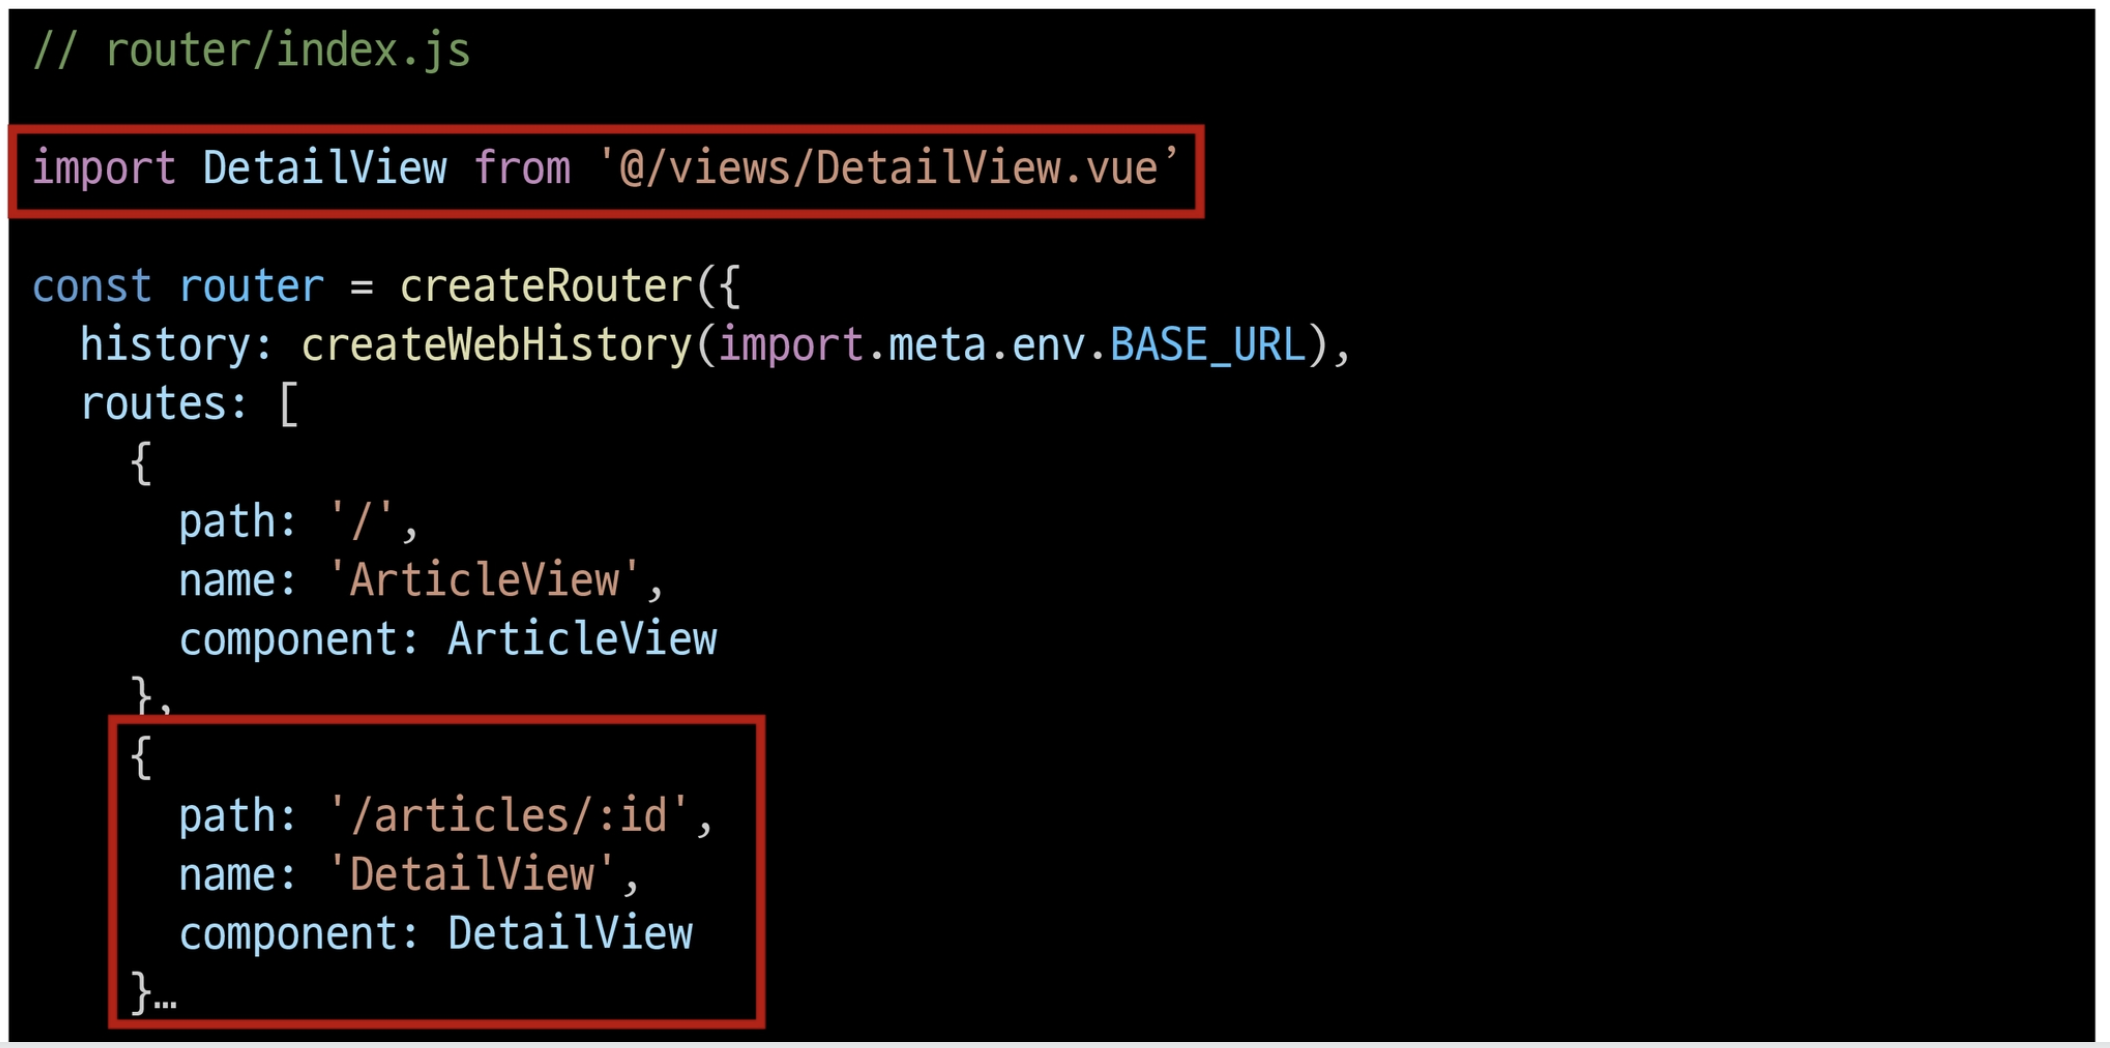 // router/index.js
import DetailView from '@/views/DetailView.vue’
const router = createRouter({
  history: createWebHistory(import.meta.env.BASE_URL),
  routes: [
    {
      path: '/',
      name: 'ArticleView',
      component: ArticleView
    },
    {
      path: '/articles/:id',
      name: 'DetailView',
      component: DetailView
    }…